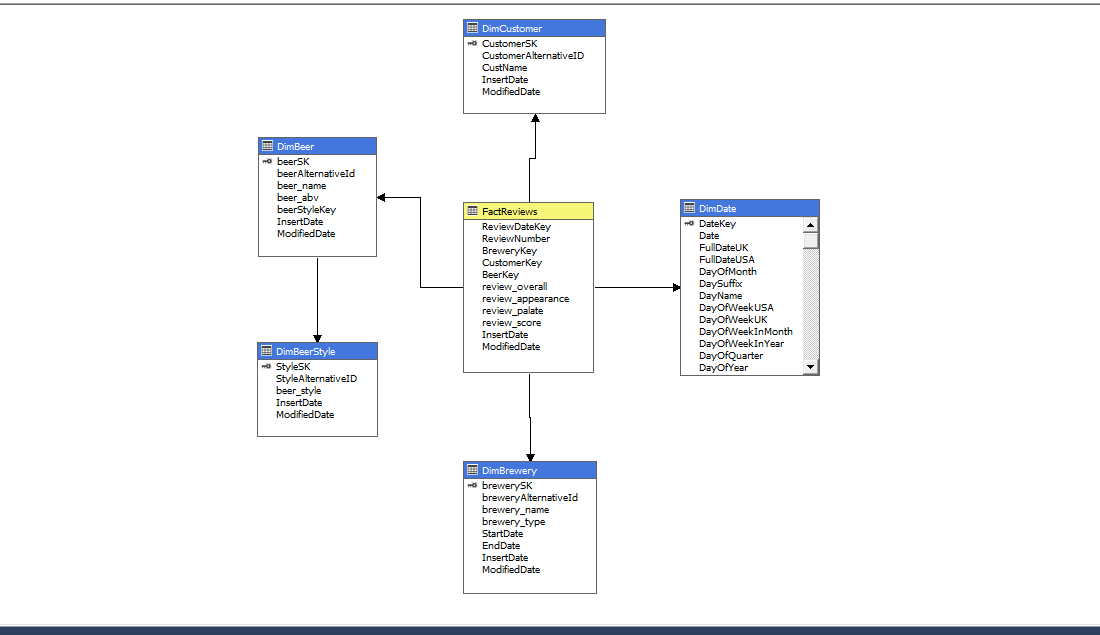 DimCustomer
CustomerSK
CustomerAlternativeID
CustName
InsertDate
ModifiedDate
DimBeer
beerSK
beerAlternativeId
beer_name
beer_abv
beerStyleKey
InsertDate
ModifiedDate
FactReviews
ReviewDateKey
ReviewNumber
BreweryKey
CustomerKey
BeerKey
review_overall
review_appearance
review_palate
review_score
InsertDate
ModifiedDate
DimDate
DateKey
Date
FullDateUK
FullDateUSA
DayOfMonth
DaySuffix
DayName
DayOfWeekUSA
DayOfWeekUK
DayOfWeekInMonth
DayOfWeekInYear
DayOfQuarter
DayOfYear
DimBeerStyle
StyleSK
StyleAlternativeID
beer_style
InsertDate
ModifiedDate
DimBrewery
brewerySK
breweryAlternativeId
brewery_name
brewery_type
StartDate
EndDate
InsertDate
ModifiedDate